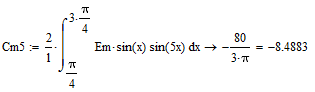 Cm5 := 2/1 · ∫_{π/4}^{3·π/4} Em·sin(x) sin(5x) dx → − 80/(3·π) = −8.4883